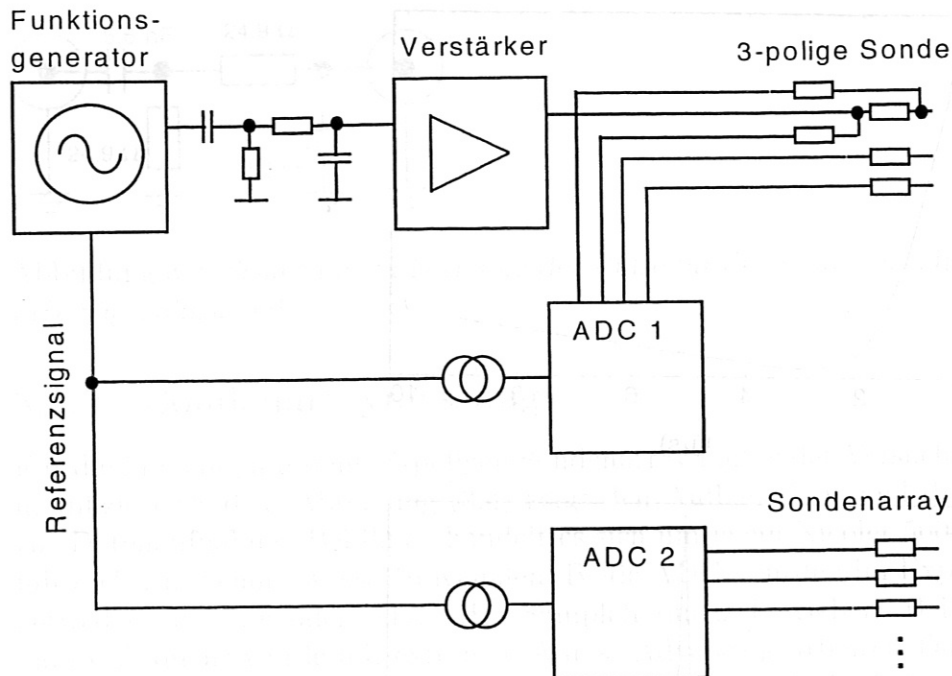 Funktions-
generator
Verstärker
3-polige Sonde
ADC 1
Referenzsignal
Sondenarray
ADC 2